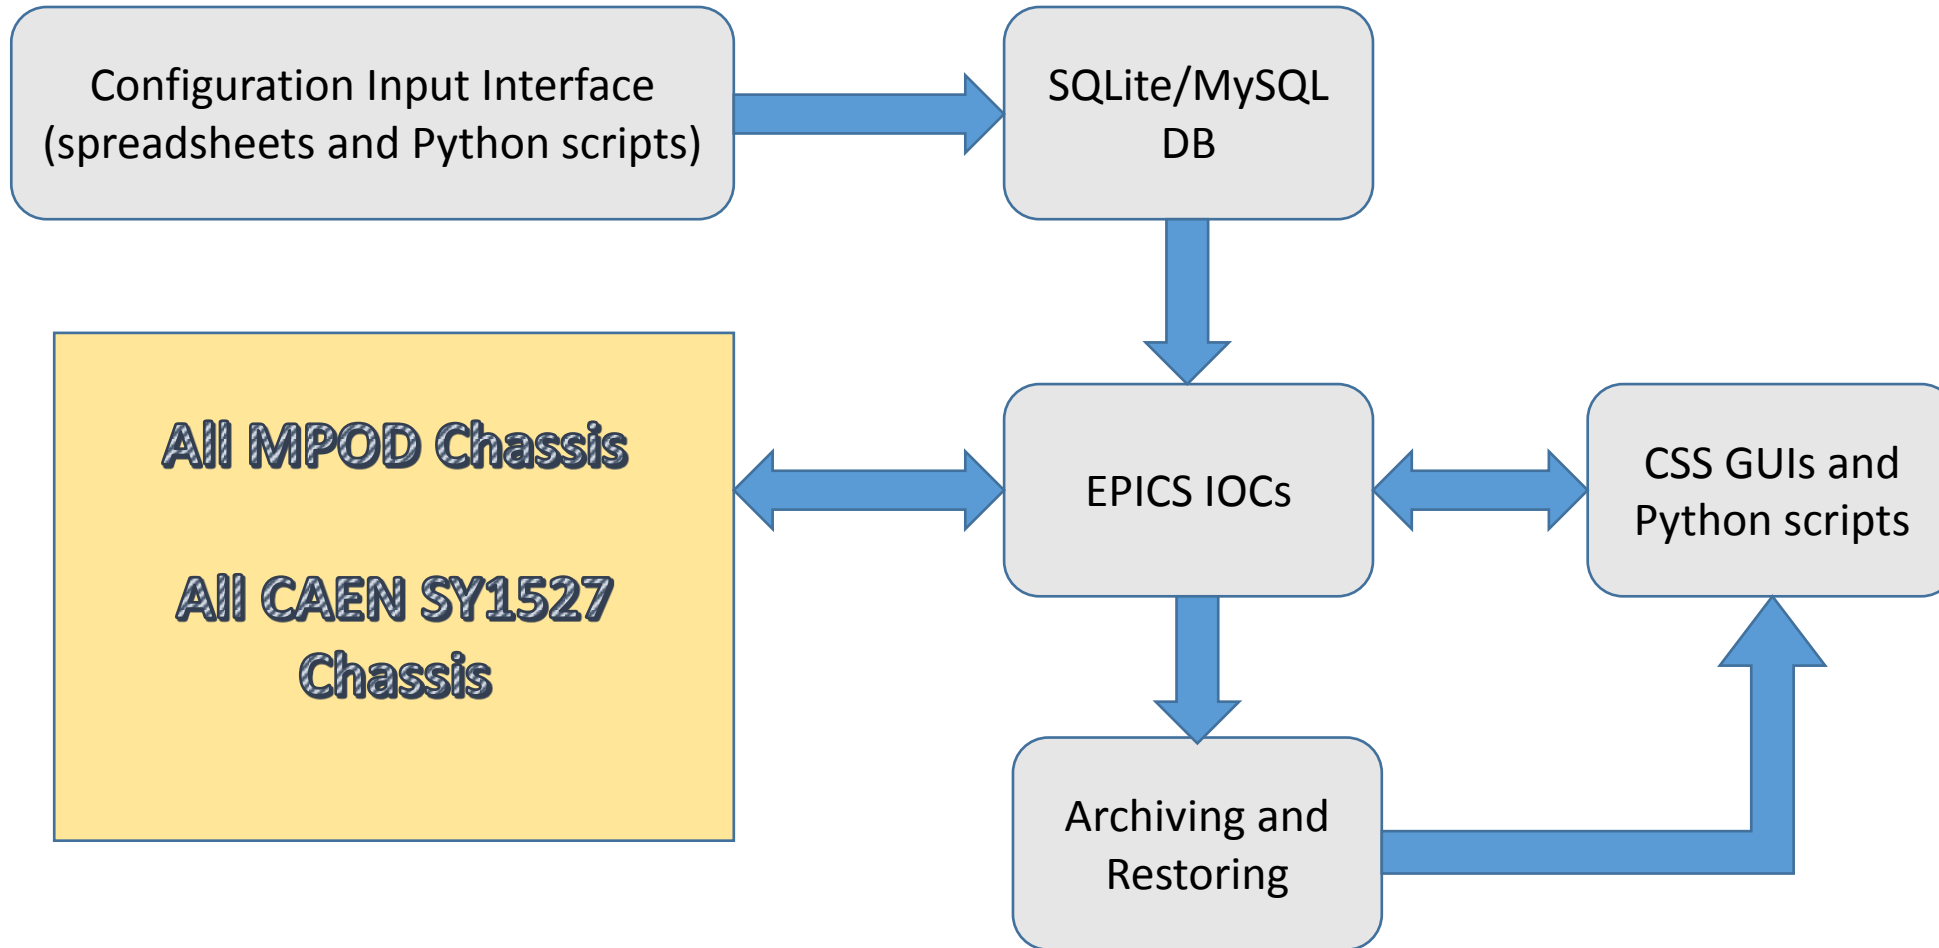 Configuration Input Interface
(spreadsheets and Python scripts)
SQLite/MySQL
DB
All MPOD Chassis
All CAEN SY1527
Chassis
EPICS IOCs
CSS GUIs and
Python scripts
Archiving and
Restoring